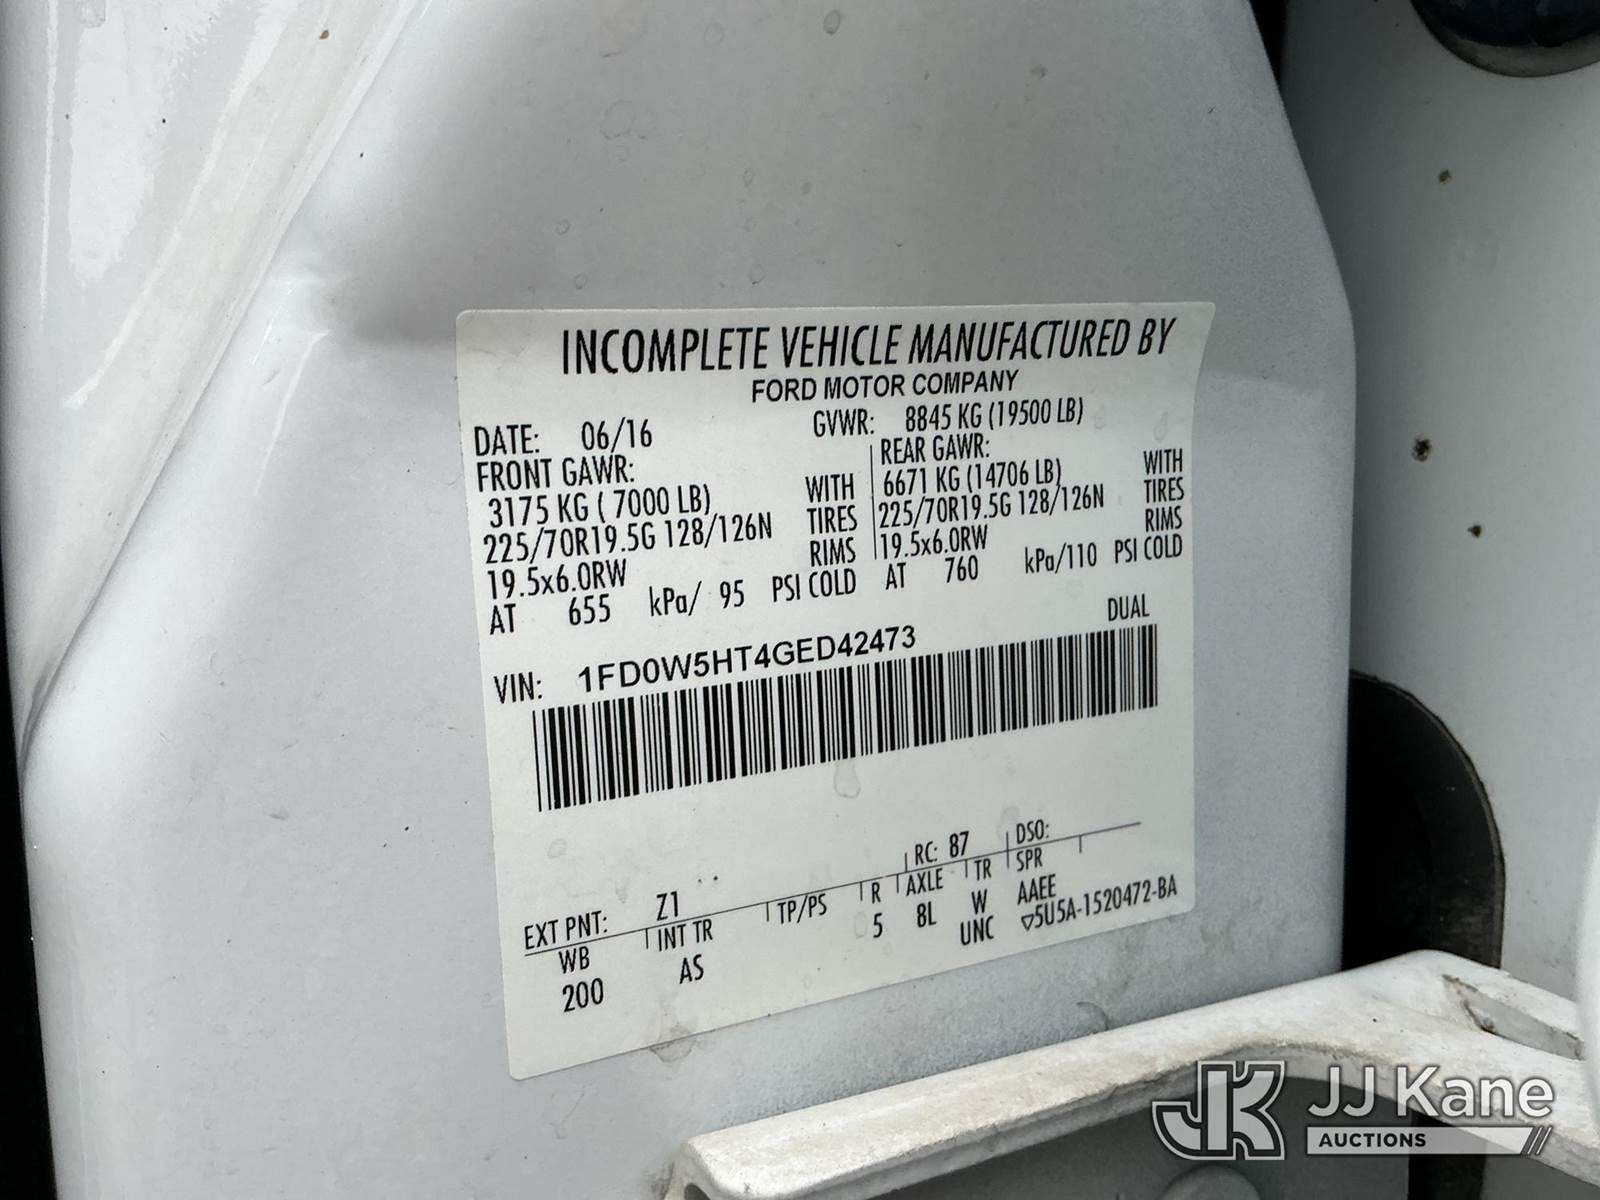 INCOMPLETE VEHICLE MANUFACTURED BY
FORD MOTOR COMPANY
DATE: 06/16 GVWR: 8845 KG (19500 LB)
FRONT GAWR: REAR GAWR:
3175 KG ( 7000 LB) WITH 6671 KG (14706 LB) WITH
225/70R19.5G 128/126N TIRES 225/70R19.5G 128/126N TIRES
19.5x6.0RW RIMS 19.5x6.0RW RIMS
AT 655 kPa/ 95 PSI COLD AT 760 kPa/110 PSI COLD
DUAL
VIN: 1FD0W5HT4GED42473
EXT PNT: Z1 RC: 87 DSO:
WB INT TR TP/PS R AXLE TR SPR
200 AS 5 8L W AAEE
UNC ▽5U5A-1520472-BA
JK JJ Kane
AUCTIONS